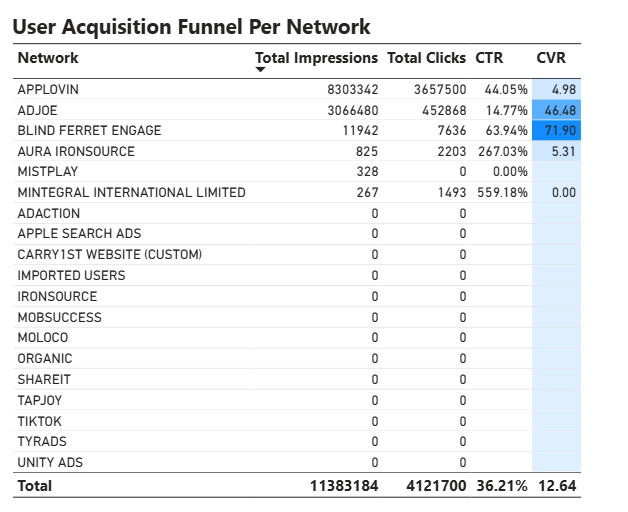 User Acquisition Funnel Per Network
Network Total Impressions Total Clicks CTR CVR
APPLOVIN 8303342 3657500 44.05% 4.98
ADJOE 3066480 452868 14.77% 46.48
BLIND FERRET ENGAGE 11942 7636 63.94% 71.90
AURA IRONSOURCE 825 2203 267.03% 5.31
MISTPLAY 328 0 0.00%
MINTEGRAL INTERNATIONAL LIMITED 267 1493 559.18% 0.00
ADACTION 0 0
APPLE SEARCH ADS 0 0
CARRY1ST WEBSITE (CUSTOM) 0 0
IMPORTED USERS 0 0
IRONSOURCE 0 0
MOBSUCCESS 0 0
MOLOCO 0 0
ORGANIC 0 0
SHAREIT 0 0
TAPJOY 0 0
TIKTOK 0 0
TYRADS 0 0
UNITY ADS 0 0
Total 11383184 4121700 36.21% 12.64